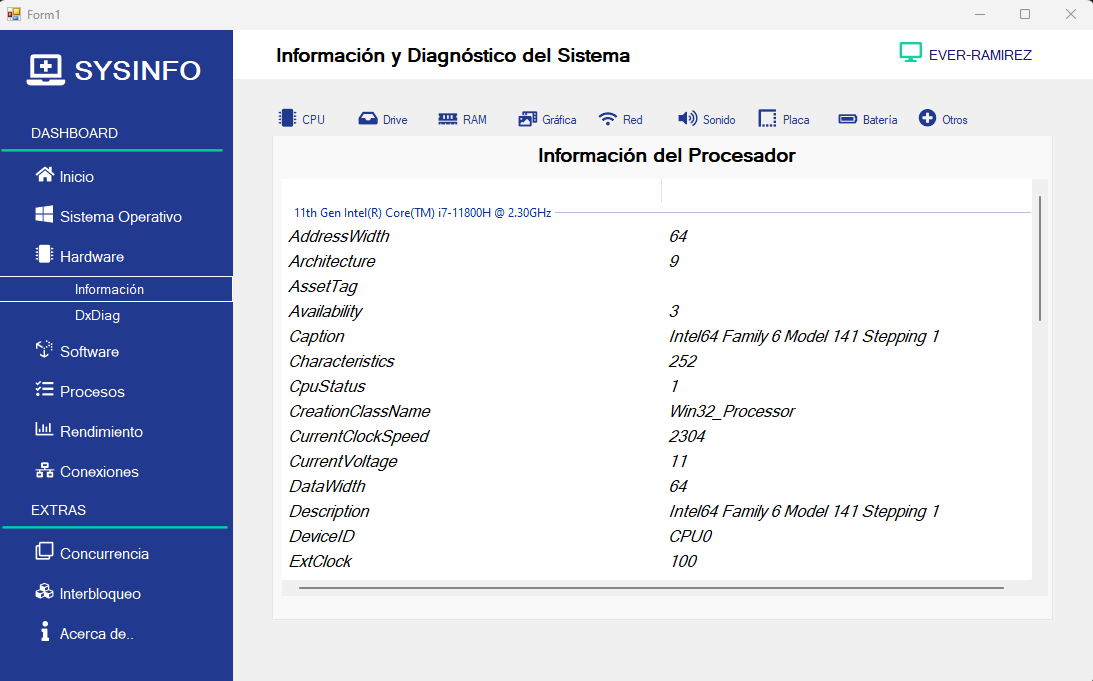 Form1
SYSINFO
Información y Diagnóstico del Sistema
EVER-RAMIREZ
DASHBOARD
Inicio
Sistema Operativo
Hardware
Información
DxDiag
Software
Procesos
Rendimiento
Conexiones
EXTRAS
Concurrencia
Interbloqueo
Acerca de..
CPU Drive RAM Gráfica Red Sonido Placa Batería Otros
Información del Procesador
11th Gen Intel(R) Core(TM) i7-11800H @ 2.30GHz
AddressWidth 64
Architecture 9
AssetTag
Availability 3
Caption Intel64 Family 6 Model 141 Stepping 1
Characteristics 252
CpuStatus 1
CreationClassName Win32_Processor
CurrentClockSpeed 2304
CurrentVoltage 11
DataWidth 64
Description Intel64 Family 6 Model 141 Stepping 1
DeviceID CPU0
ExtClock 100